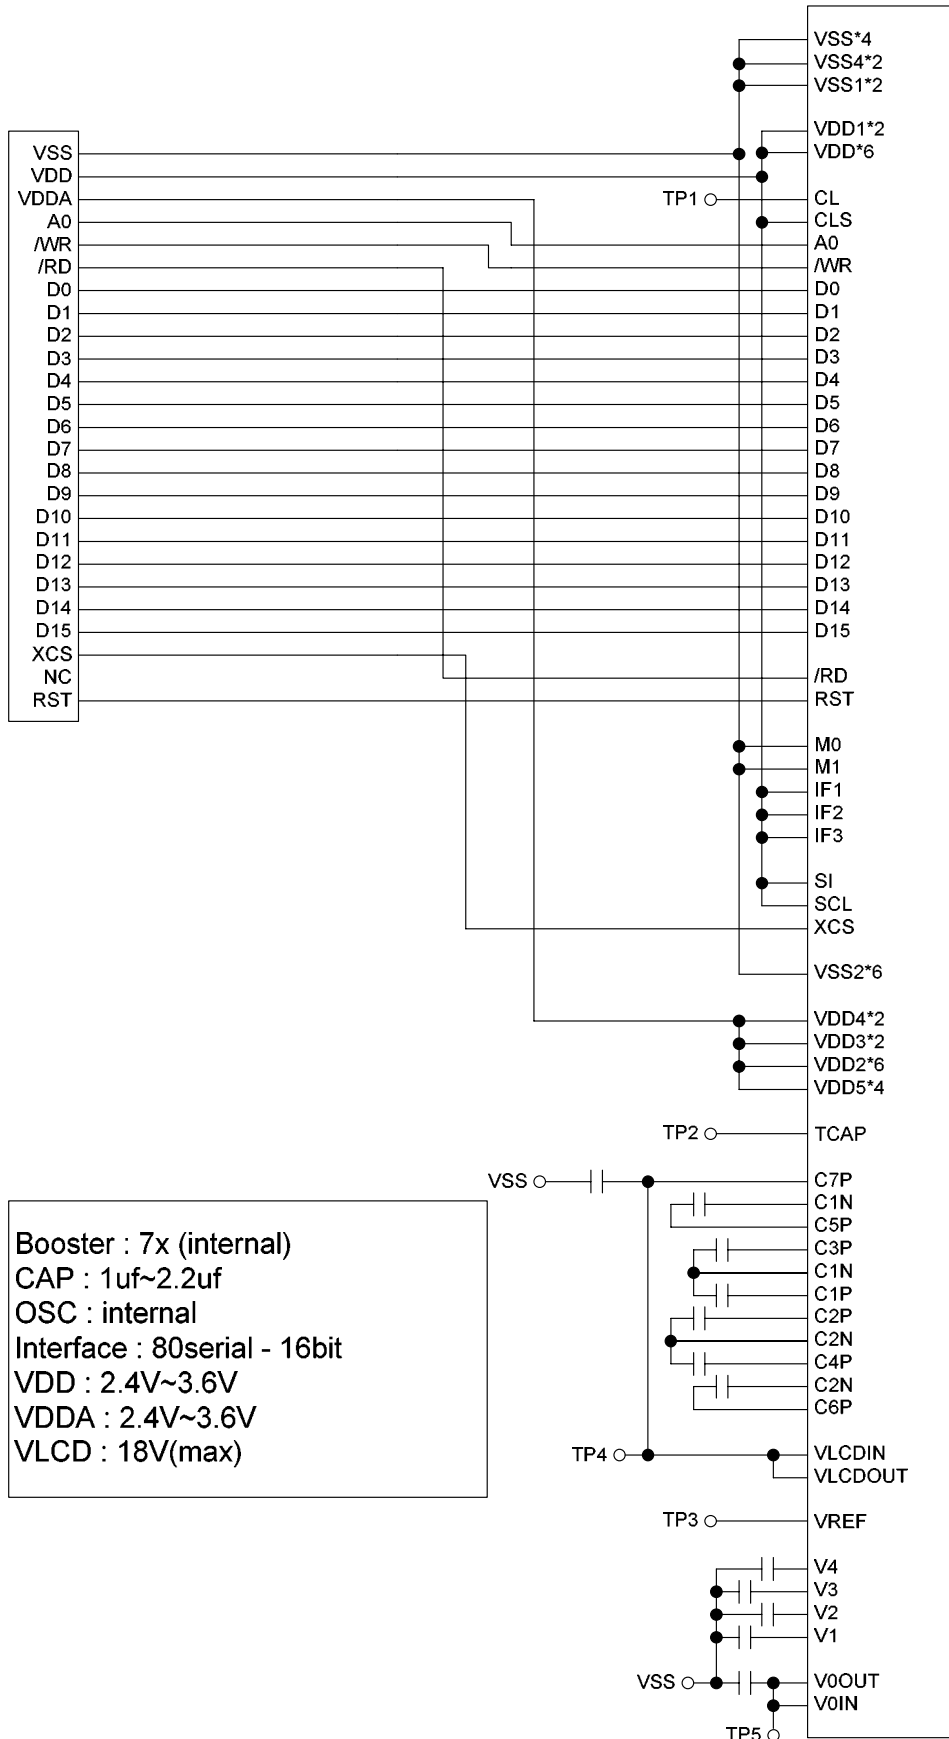 VSS
VDD
VDDA
A0
/WR
/RD
D0
D1
D2
D3
D4
D5
D6
D7
D8
D9
D10
D11
D12
D13
D14
D15
XCS
NC
RST
VSS*4
VSS4*2
VSS1*2
VDD1*2
VDD*6
TP1
CL
CLS
A0
/WR
D0
D1
D2
D3
D4
D5
D6
D7
D8
D9
D10
D11
D12
D13
D14
D15
/RD
RST
M0
M1
IF1
IF2
IF3
SI
SCL
XCS
VSS2*6
VDD4*2
VDD3*2
VDD2*6
VDD5*4
TP2
TCAP
VSS
C7P
C1N
C5P
C3P
C1N
C1P
C2P
C2N
C4P
C2N
C6P
TP4
VLCDIN
VLCDOUT
TP3
VREF
V4
V3
V2
V1
VSS
V0OUT
V0IN
TP5
Booster : 7x (internal)
CAP : 1uf~2.2uf
OSC : internal
Interface : 80serial - 16bit
VDD : 2.4V~3.6V
VDDA : 2.4V~3.6V
VLCD : 18V(max)